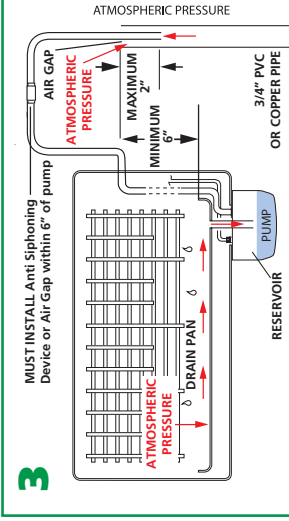 3
MUST INSTALL Anti Siphoning
Device or Air Gap within 6" of pump
ATMOSPHERIC PRESSURE
AIR GAP
ATMOSPHERIC
PRESSURE
MAXIMUM
2"
MINIMUM
6"
3/4" PVC
OR COPPER PIPE
ATMOSPHERIC
PRESSURE
DRAIN PAN
PUMP
RESERVOIR